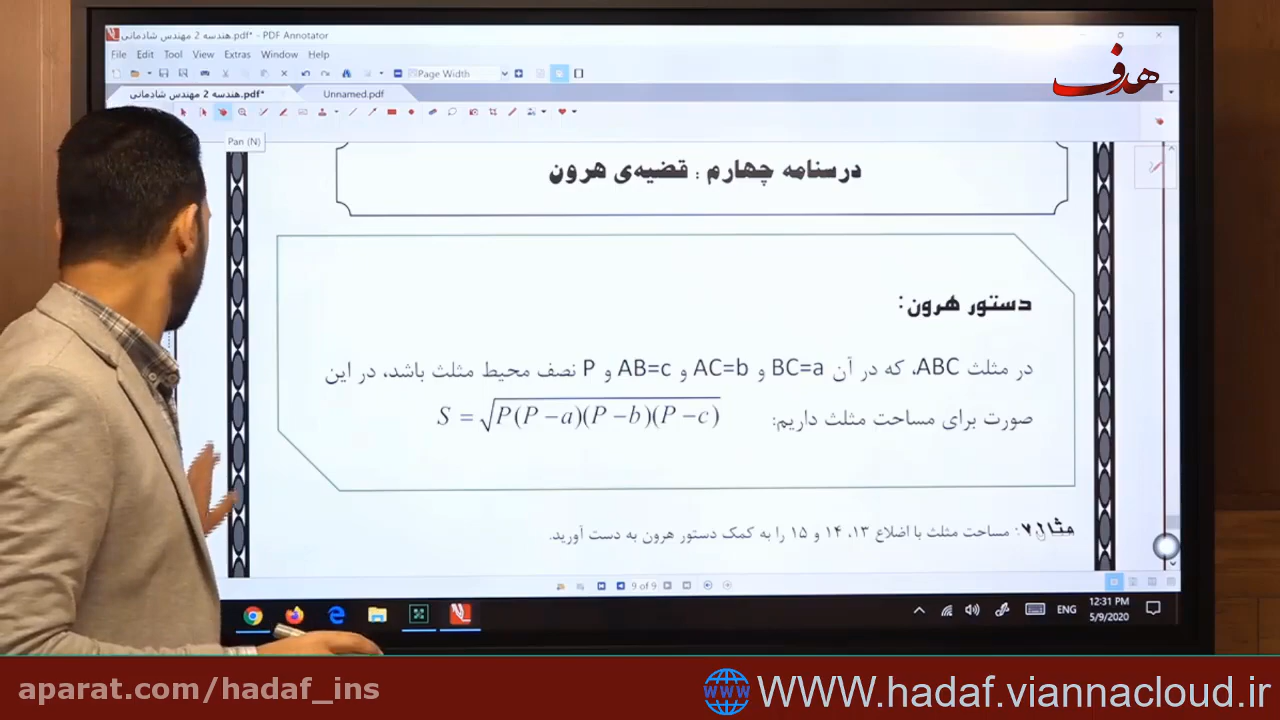 هندسه 2 مهندس شادمانی.pdf* - PDF Annotator
File Edit Tool View Extras Window Help
Page Width
هدف
هندسه 2 مهندس شادمانی.pdf* Unnamed.pdf
Pan (N)
درسنامه چهارم : قضیه‌ی هرون
دستور هرون:
در مثلث ABC، که در آن BC=a و AC=b و AB=c و P نصف محیط مثلث باشد، در این
صورت برای مساحت مثلث داریم: S = √P(P −a)(P −b)(P −c)
مثال ۷ : مساحت مثلث با اضلاع ۱۳، ۱۴ و ۱۵ را به کمک دستور هرون به دست آورید.
9 of 9
ENG
12:31 PM
5/9/2020
aparat.com/hadaf_ins
WWW.hadaf.viannacloud.ir